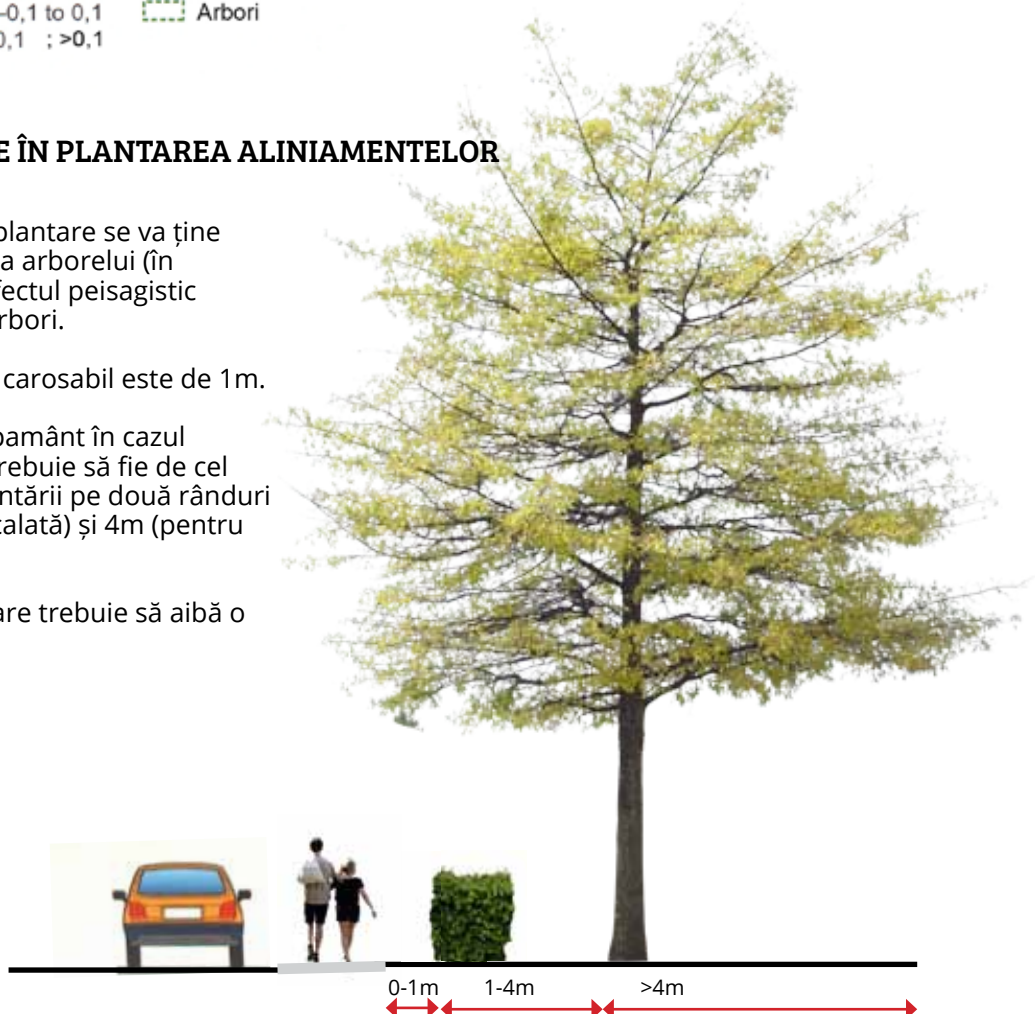 -0,1 to 0,1 Arbori
0,1 ; >0,1
E ÎN PLANTAREA ALINIAMENTELOR
plantare se va ține
a arborelui (în
fectul peisagistic
rbori.
carosabil este de 1m.
pamânt în cazul
rebuie să fie de cel
ntării pe două rânduri
calată) și 4m (pentru
are trebuie să aibă o
0-1m 1-4m >4m